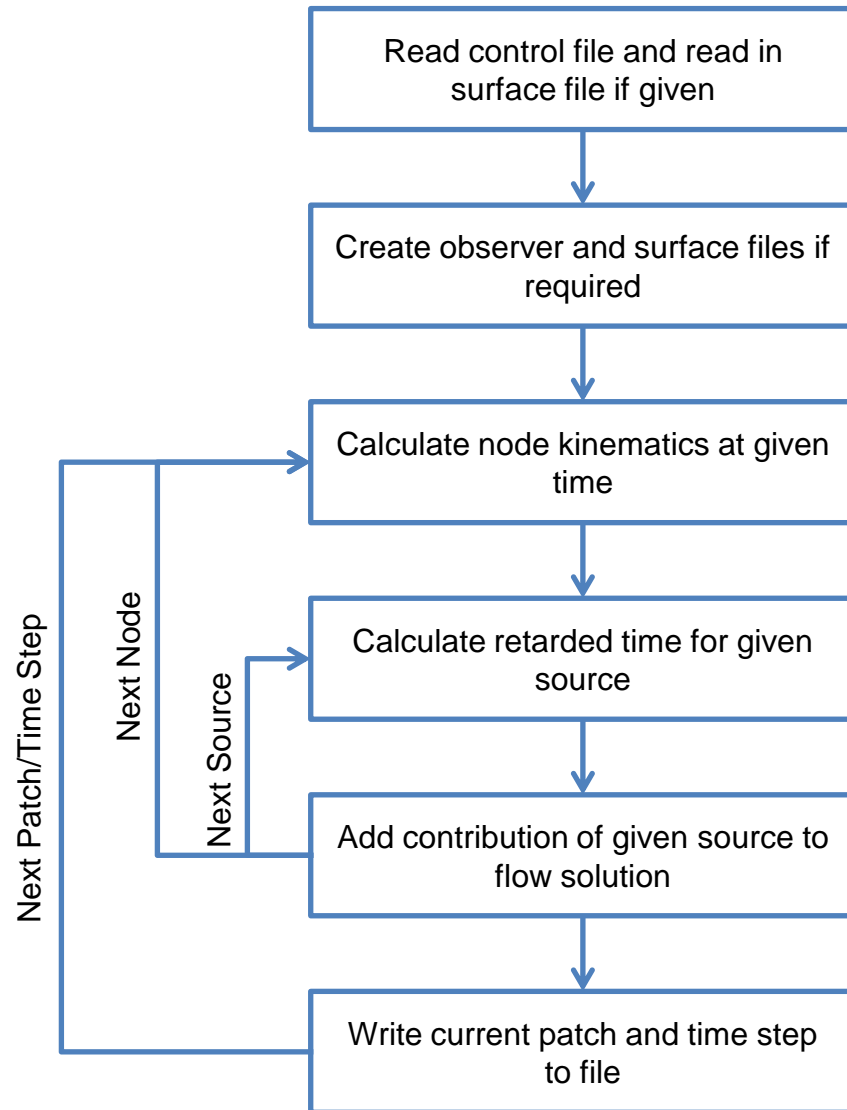 Read control file and read in
surface file if given
Create observer and surface files if
required
Calculate node kinematics at given
time
Calculate retarded time for given
source
Add contribution of given source to
flow solution
Write current patch and time step
to file
Next Patch/Time Step
Next Node
Next Source